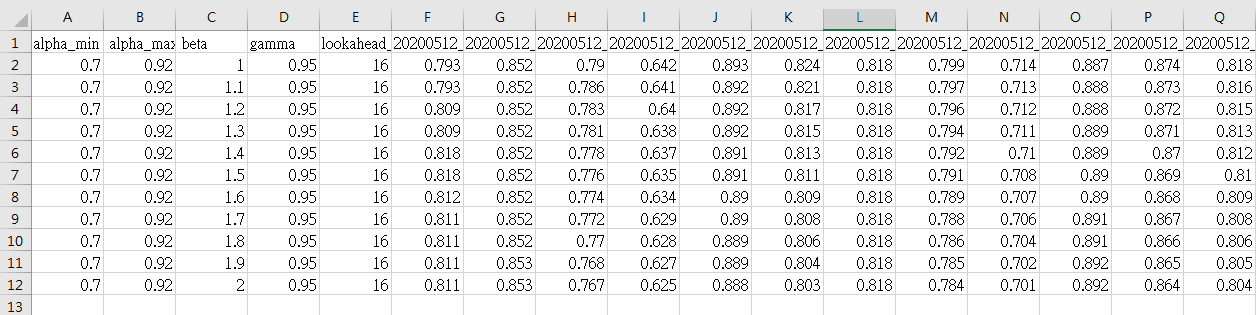 A B C D E F G H I J K L M N O P Q
1 alpha_min alpha_max beta gamma lookahead_ 20200512_ 20200512_ 20200512_ 20200512_ 20200512_ 20200512_ 20200512_ 20200512_ 20200512_ 20200512_ 20200512_ 20200512_
2 0.7 0.92 1 0.95 16 0.793 0.852 0.79 0.642 0.893 0.824 0.818 0.799 0.714 0.887 0.874 0.818
3 0.7 0.92 1.1 0.95 16 0.793 0.852 0.786 0.641 0.892 0.821 0.818 0.797 0.713 0.888 0.873 0.816
4 0.7 0.92 1.2 0.95 16 0.809 0.852 0.783 0.64 0.892 0.817 0.818 0.796 0.712 0.888 0.872 0.815
5 0.7 0.92 1.3 0.95 16 0.809 0.852 0.781 0.638 0.892 0.815 0.818 0.794 0.711 0.889 0.871 0.813
6 0.7 0.92 1.4 0.95 16 0.818 0.852 0.778 0.637 0.891 0.813 0.818 0.792 0.71 0.889 0.87 0.812
7 0.7 0.92 1.5 0.95 16 0.818 0.852 0.776 0.635 0.891 0.811 0.818 0.791 0.708 0.89 0.869 0.81
8 0.7 0.92 1.6 0.95 16 0.812 0.852 0.774 0.634 0.89 0.809 0.818 0.789 0.707 0.89 0.868 0.809
9 0.7 0.92 1.7 0.95 16 0.811 0.852 0.772 0.629 0.89 0.808 0.818 0.788 0.706 0.891 0.867 0.808
10 0.7 0.92 1.8 0.95 16 0.811 0.852 0.77 0.628 0.889 0.806 0.818 0.786 0.704 0.891 0.866 0.806
11 0.7 0.92 1.9 0.95 16 0.811 0.853 0.768 0.627 0.889 0.804 0.818 0.785 0.702 0.892 0.865 0.805
12 0.7 0.92 2 0.95 16 0.811 0.853 0.767 0.625 0.888 0.803 0.818 0.784 0.701 0.892 0.864 0.804
13